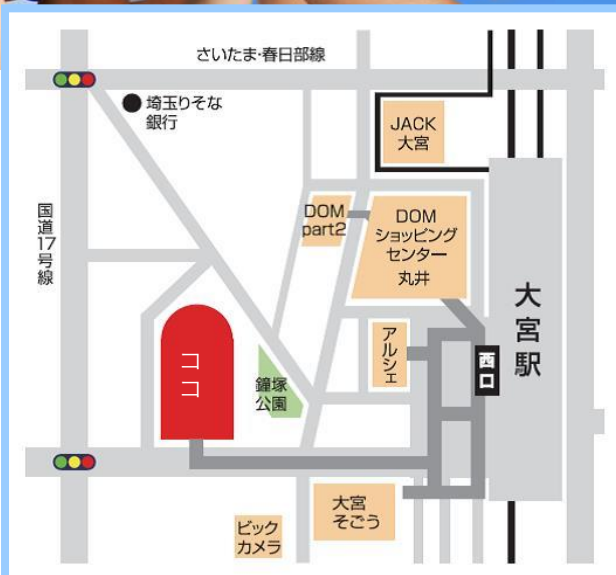 さいたま・春日部線
埼玉りそな
銀行
JACK
大宮
国道17号線
DOM
part2
DOM
ショッピング
センター
丸井
大宮駅
西口
アルシェ
ココ
鐘塚
公園
大宮
そごう
ビック
カメラ